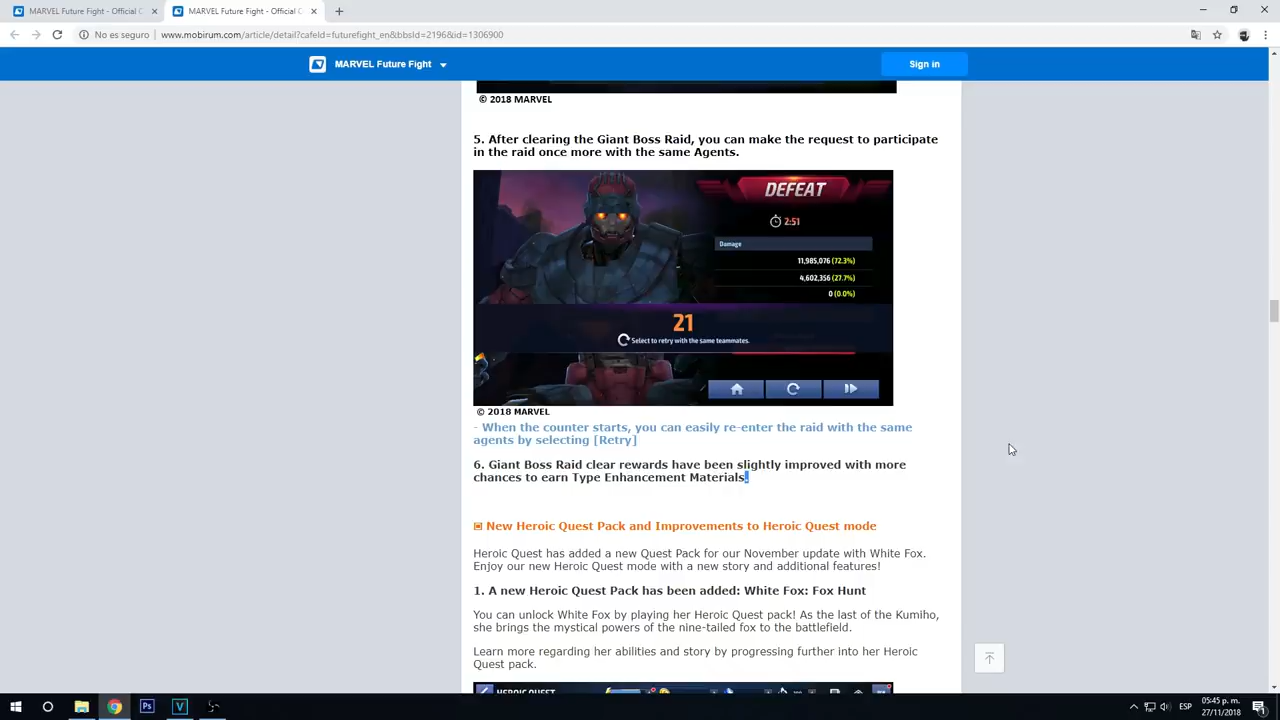 MARVEL Future Fight - Official C
MARVEL Future Fight - Official C
No es seguro
www.mobirum.com/article/detail?cafeId=futurefight_en&bbsId=2196&id=1306900
MARVEL Future Fight
Sign in
© 2018 MARVEL
5. After clearing the Giant Boss Raid, you can make the request to participate
in the raid once more with the same Agents.
DEFEAT
2:51
Damage
11,985,076 (72.3%)
4,602,356 (27.7%)
0 (0.0%)
21
Select to retry with the same teammates.
© 2018 MARVEL
- When the counter starts, you can easily re-enter the raid with the same
agents by selecting [Retry]
6. Giant Boss Raid clear rewards have been slightly improved with more
chances to earn Type Enhancement Materials.
New Heroic Quest Pack and Improvements to Heroic Quest mode
Heroic Quest has added a new Quest Pack for our November update with White Fox.
Enjoy our new Heroic Quest mode with a new story and additional features!
1. A new Heroic Quest Pack has been added: White Fox: Fox Hunt
You can unlock White Fox by playing her Heroic Quest pack! As the last of the Kumiho,
she brings the mystical powers of the nine-tailed fox to the battlefield.
Learn more regarding her abilities and story by progressing further into her Heroic
Quest pack.
HEROIC QUEST
ESP
05:45 p. m.
27/11/2018